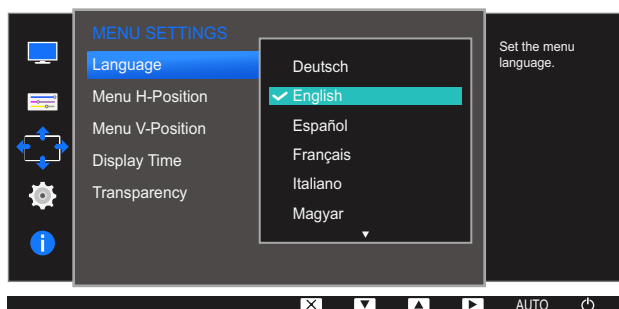 MENU SETTINGS
Language
Menu H-Position
Menu V-Position
Display Time
Transparency
Deutsch
English
Español
Français
Italiano
Magyar
Set the menu
language.
AUTO